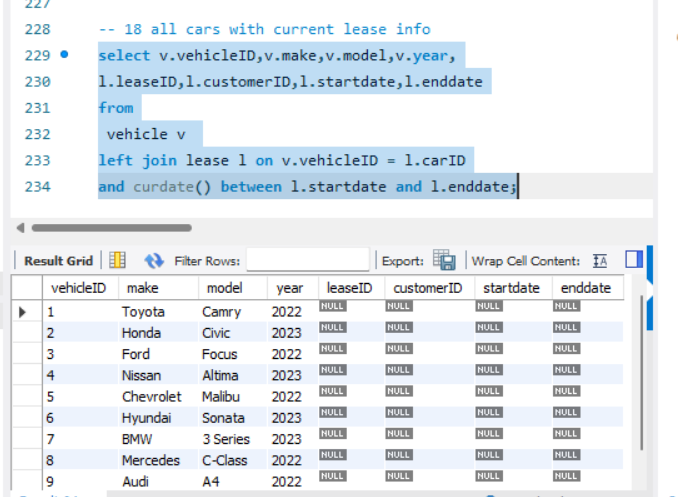 227
228 -- 18 all cars with current lease info
229 select v.vehicleID,v.make,v.model,v.year,
230 l.leaseID,l.customerID,l.startdate,l.enddate
231 from
232 vehicle v
233 left join lease l on v.vehicleID = l.carID
234 and curdate() between l.startdate and l.enddate;
Result Grid Filter Rows: Export: Wrap Cell Content: IA
vehicleID make model year leaseID customerID startdate enddate
1 Toyota Camry 2022 NULL NULL NULL NULL
2 Honda Civic 2023 NULL NULL NULL NULL
3 Ford Focus 2022 NULL NULL NULL NULL
4 Nissan Altima 2023 NULL NULL NULL NULL
5 Chevrolet Malibu 2022 NULL NULL NULL NULL
6 Hyundai Sonata 2023 NULL NULL NULL NULL
7 BMW 3 Series 2023 NULL NULL NULL NULL
8 Mercedes C-Class 2022 NULL NULL NULL NULL
9 Audi A4 2022 NULL NULL NULL NULL